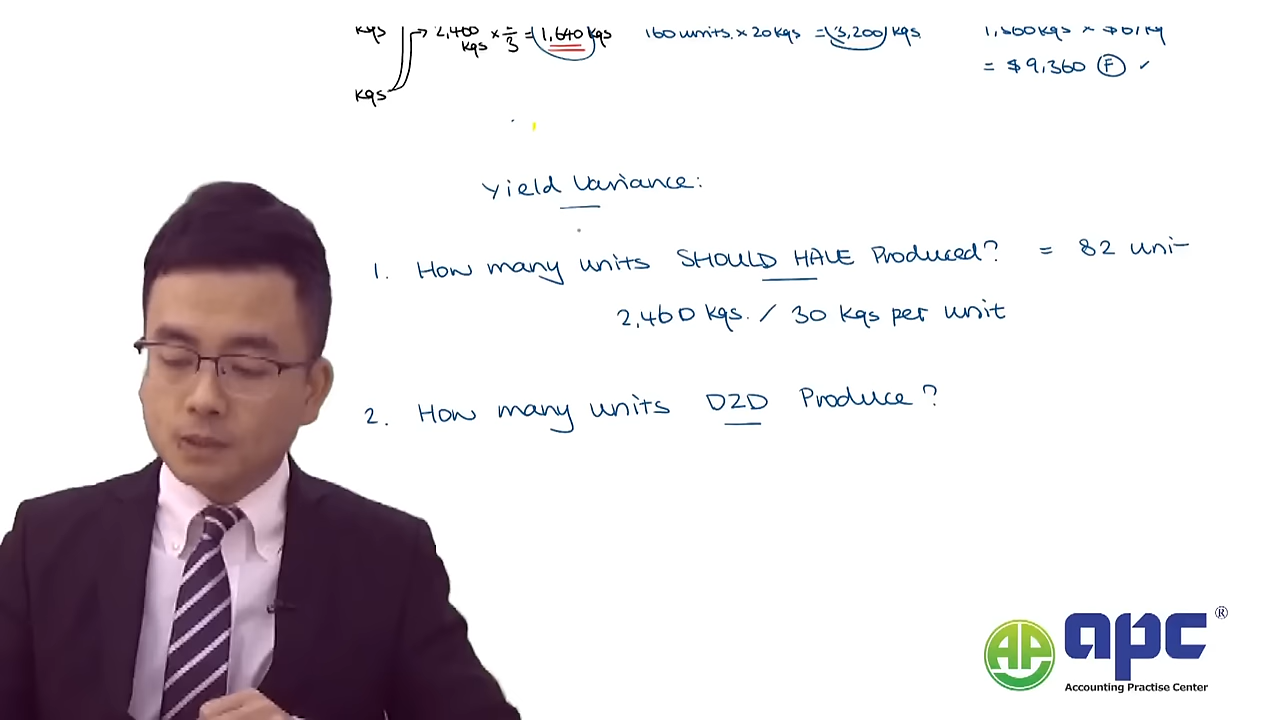 kgs
2,460 kgs × /3 = 1,640 kgs 160 units × 20 kgs = 3,200 kgs
= $9,360 F ✓
kgs
Yield Variance:
1. How many units SHOULD HAVE Produced? = 82 uni
2,460 kgs. / 30 kgs per unit
2. How many units DID Produce?
AP apc ®
Accounting Practise Center